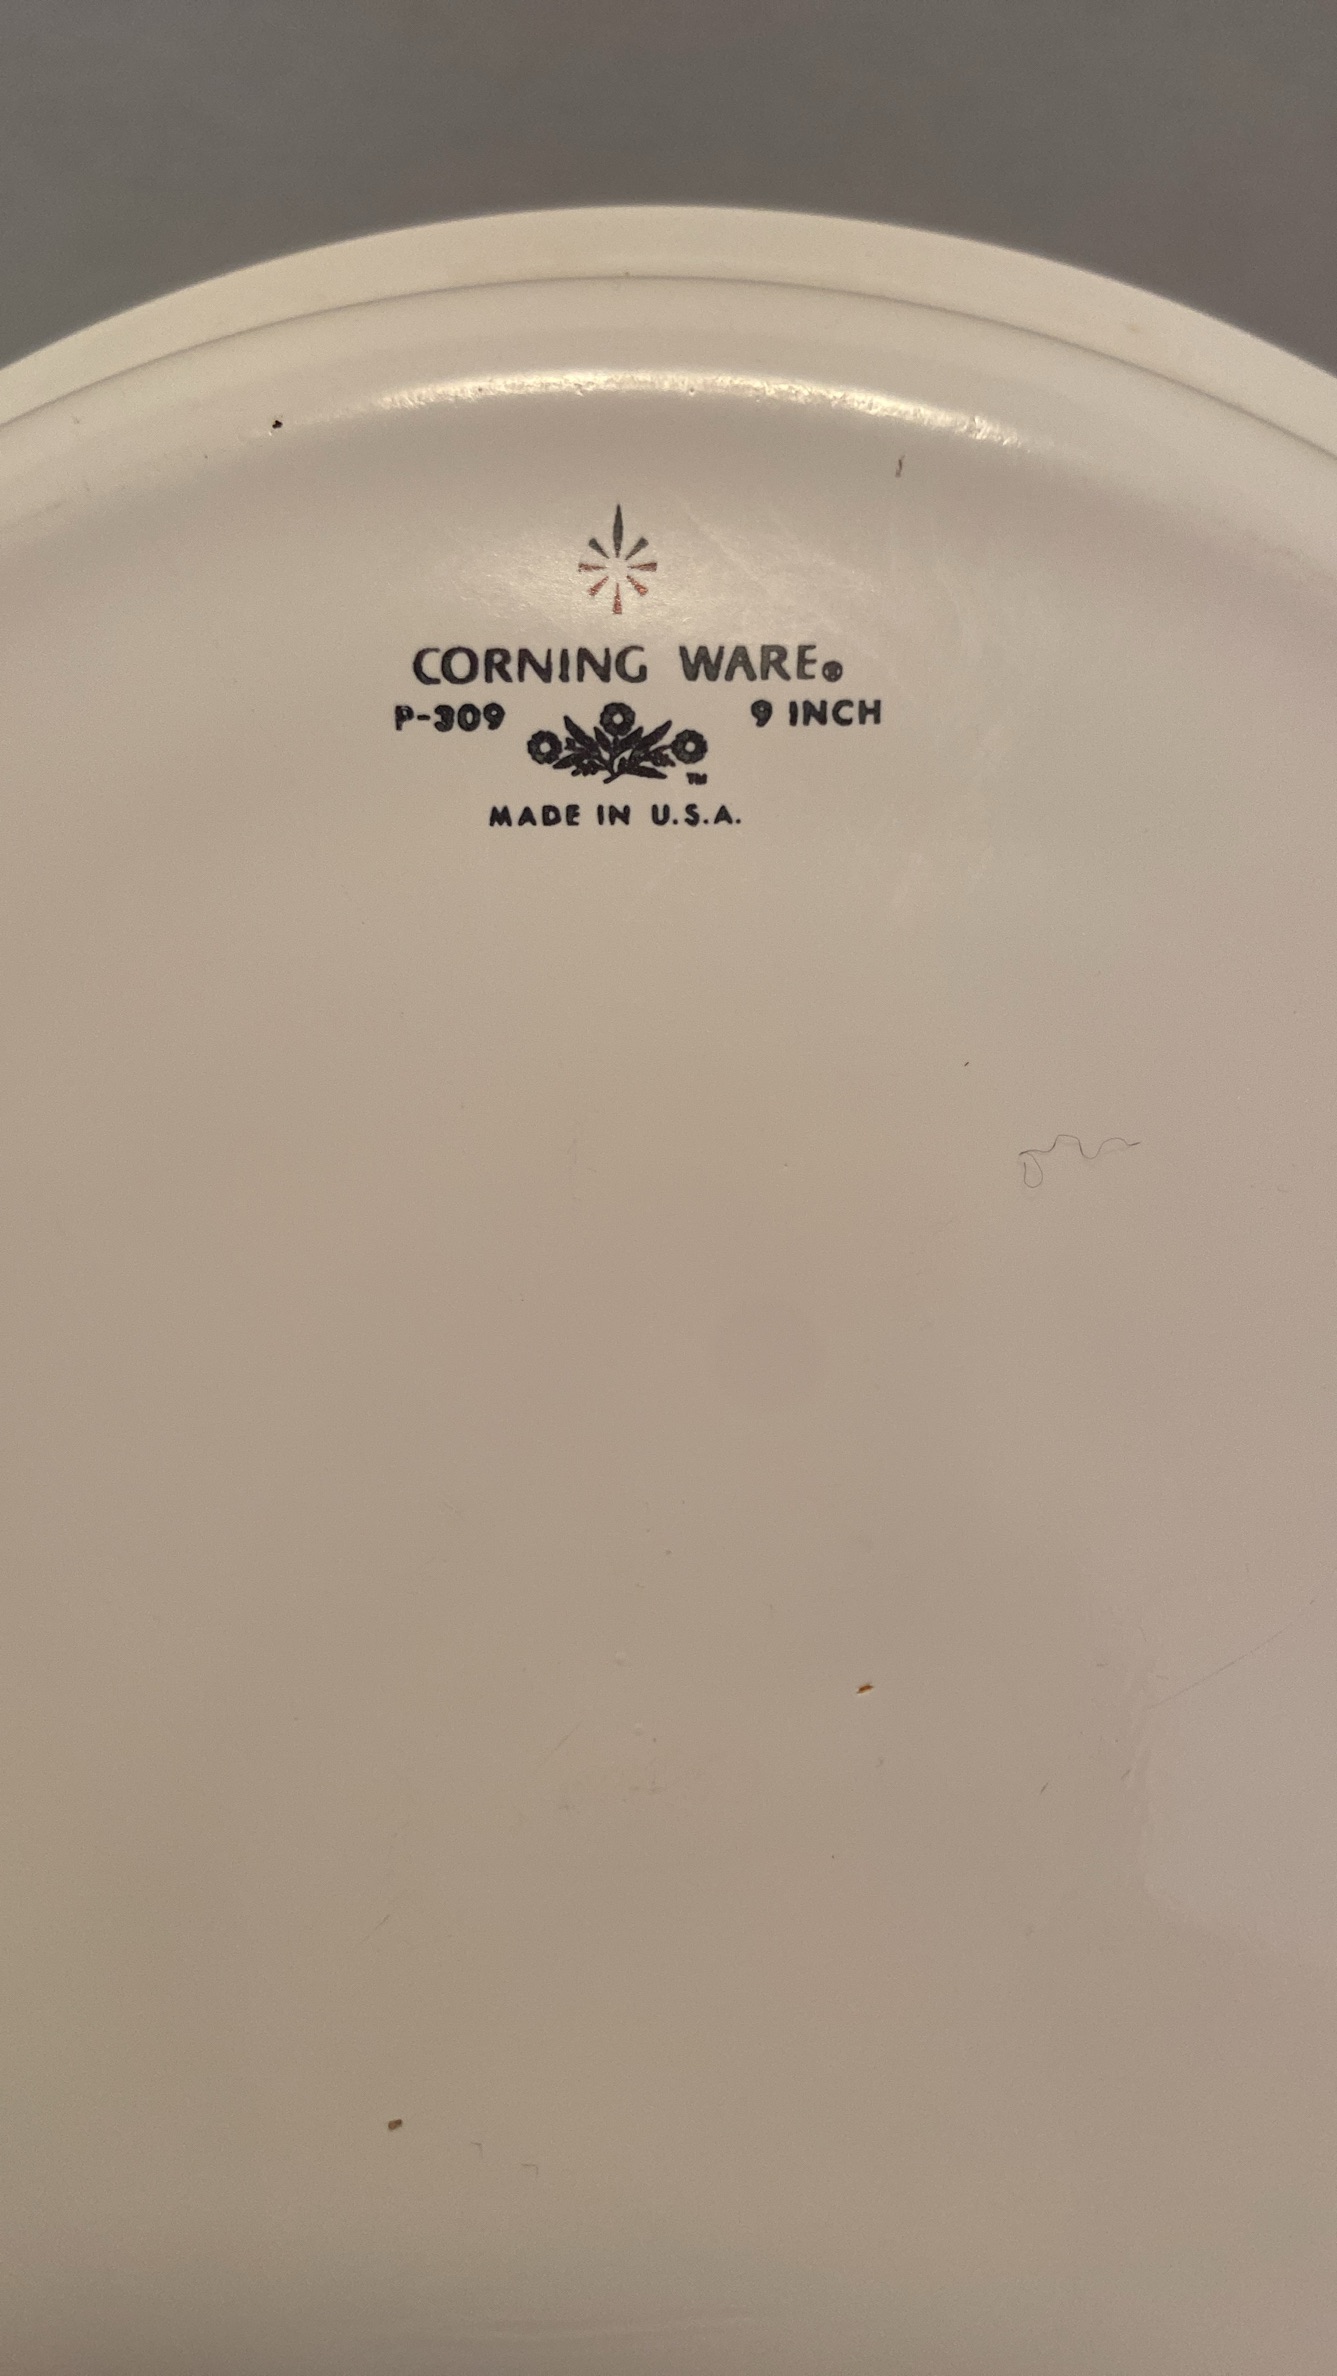 CORNING WARE®
P-309 9 INCH
TM
MADE IN U.S.A.